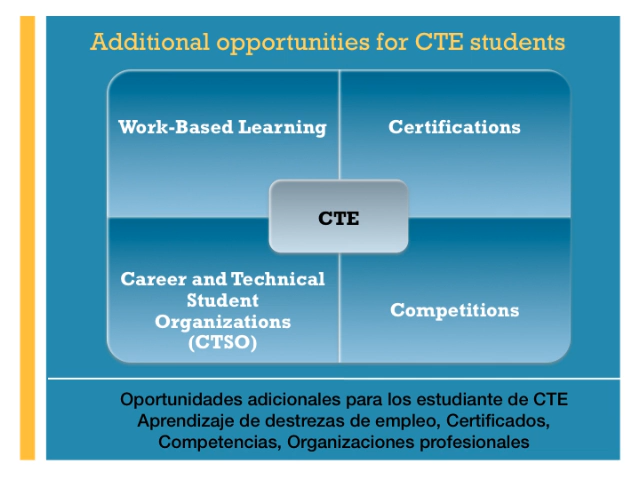 Additional opportunities for CTE students
Work-Based Learning
Certifications
CTE
Career and Technical
Student
Organizations
(CTSO)
Competitions
Oportunidades adicionales para los estudiante de CTE
Aprendizaje de destrezas de empleo, Certificados,
Competencias, Organizaciones profesionales